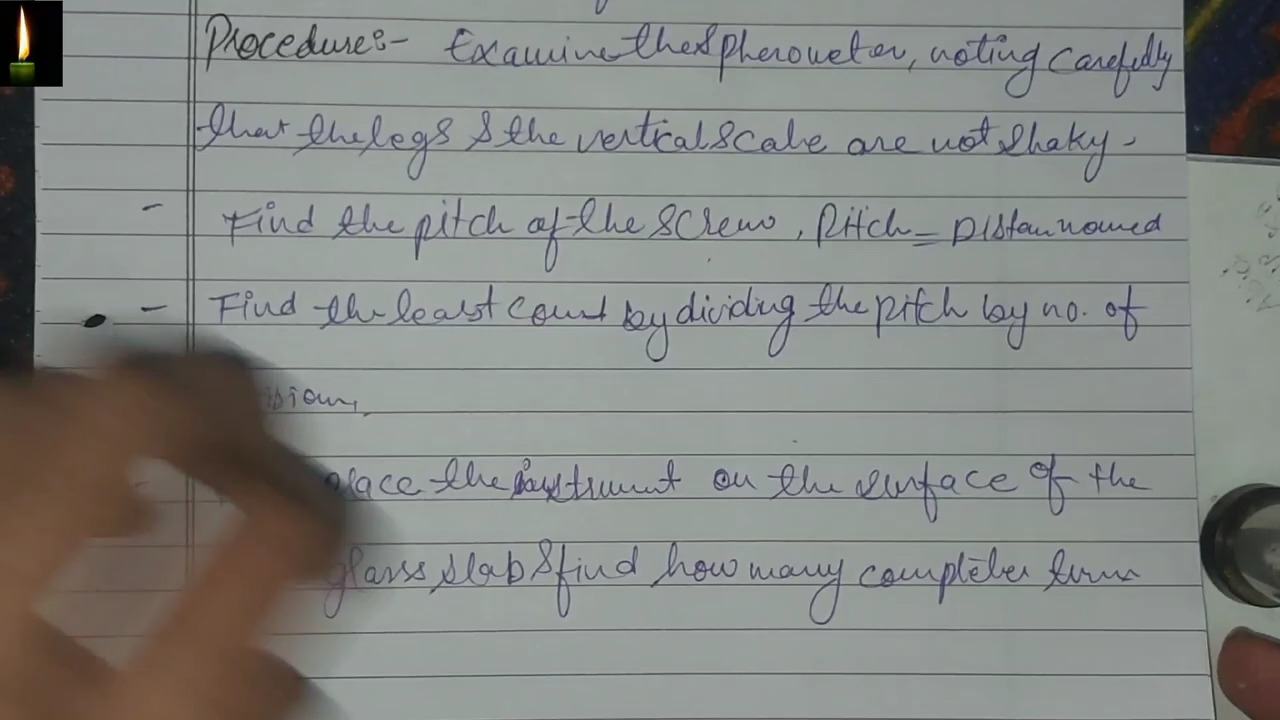 Procedure:- Examine the Spherometer, noting carefully
that the legs & the vertical scale are not shaky.
- Find the pitch of the screw, Pitch = Distan moved
- Find the least count by dividing the pitch by no. of
place the instrument on the surface of the
glass slab & find how many completes turns